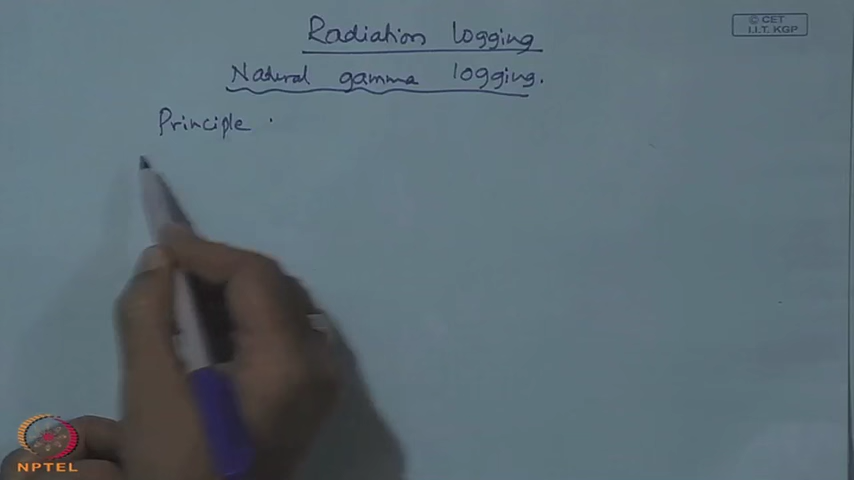 Radiation logging
© CET
I.I.T. KGP
Natural gamma logging.
Principle .
NPTEL